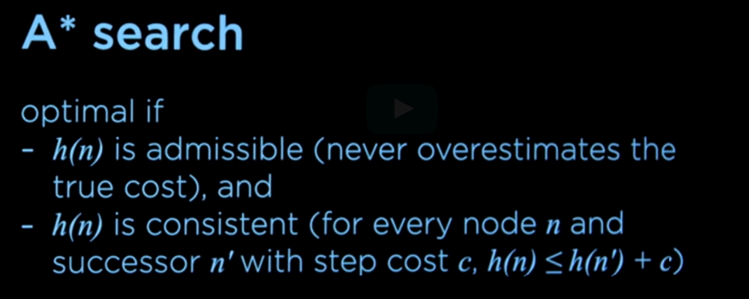 A* search
optimal if
- h(n) is admissible (never overestimates the
true cost), and
- h(n) is consistent (for every node n and
successor n' with step cost c, h(n) ≤ h(n') + c)